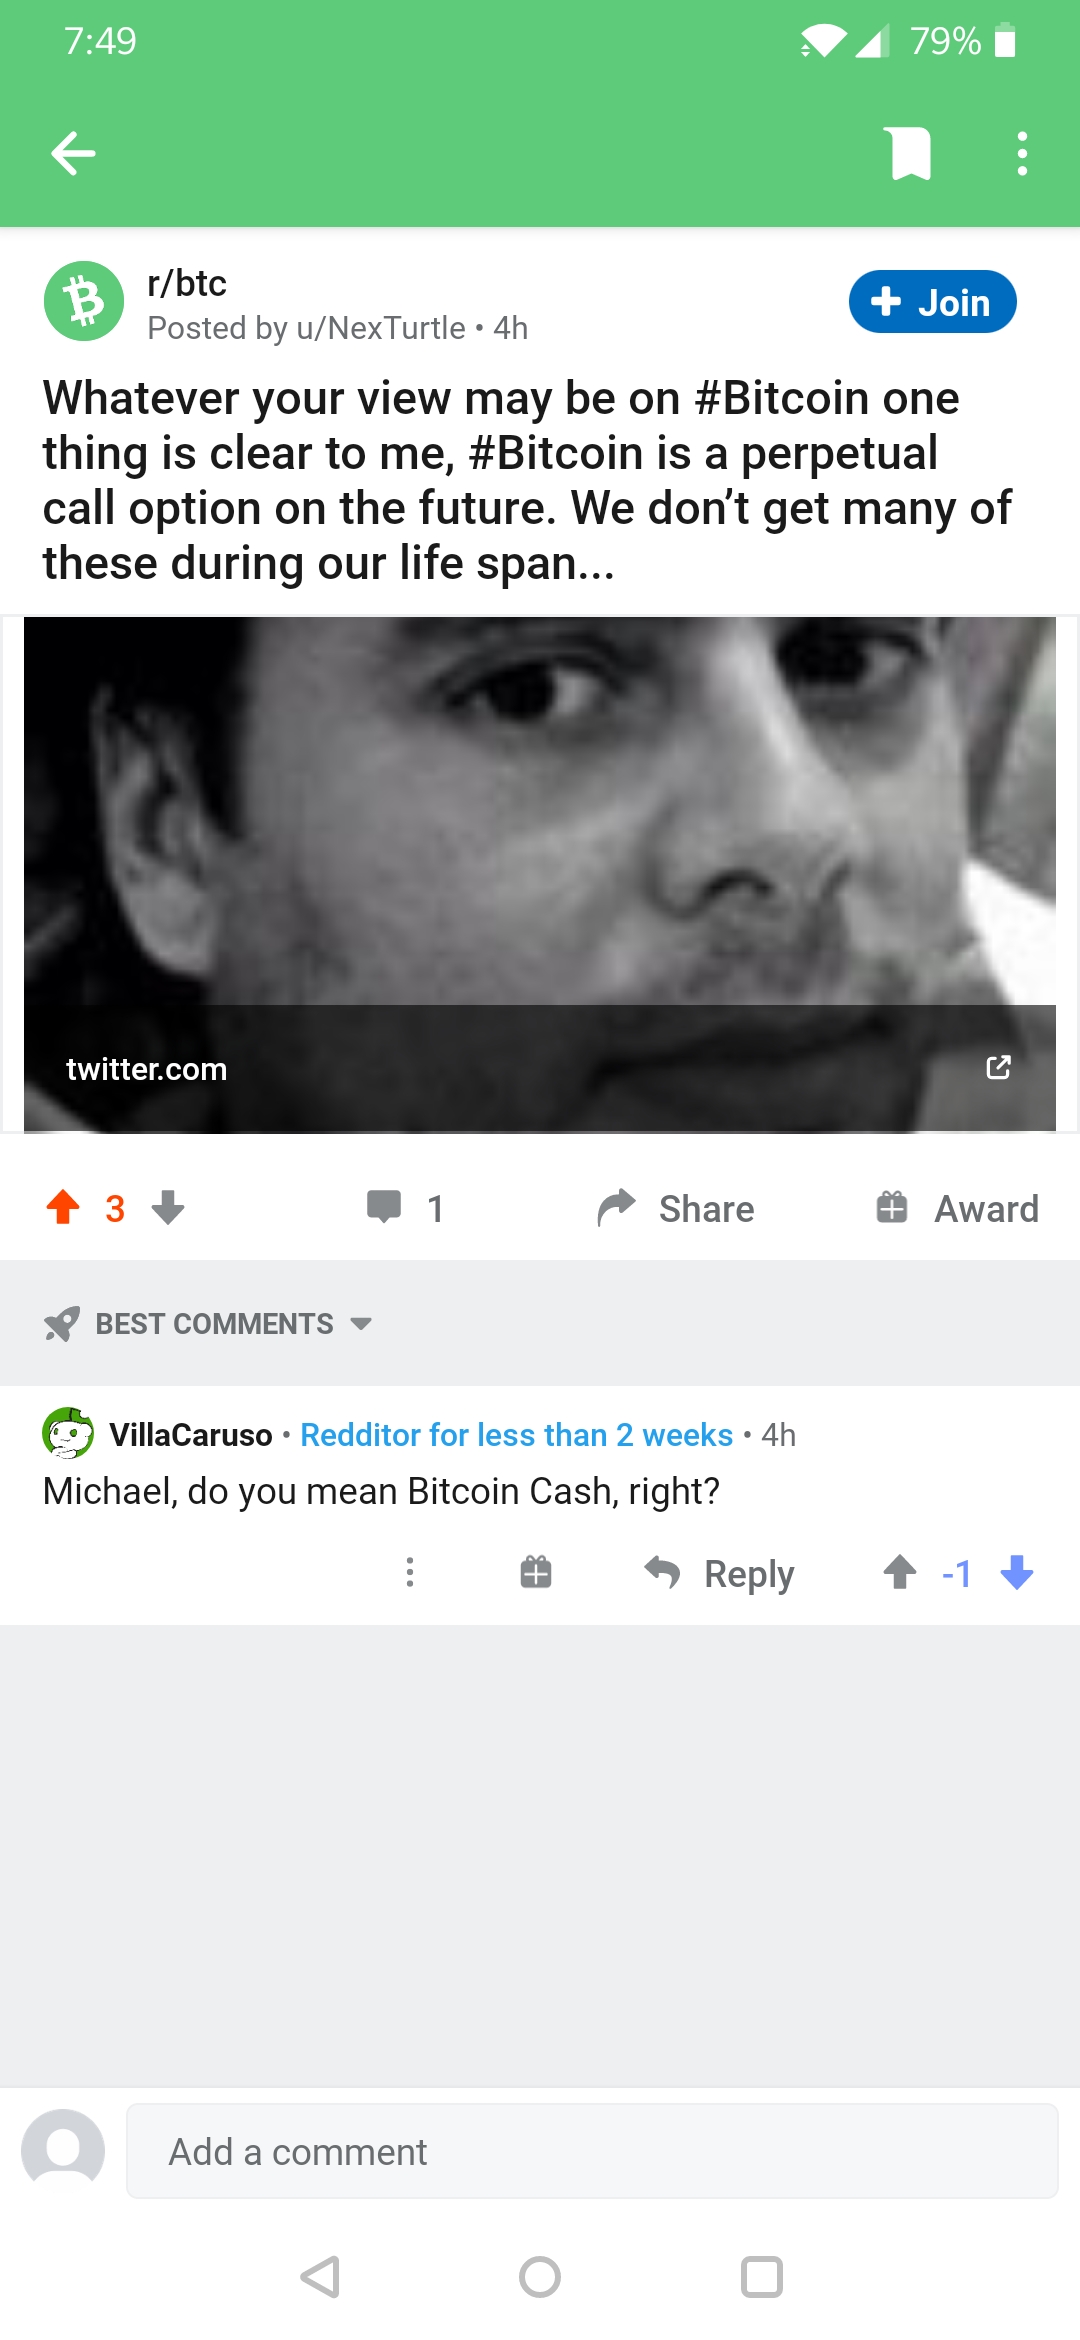 7:49
79%
r/btc
Posted by u/NexTurtle • 4h
+ Join
Whatever your view may be on #Bitcoin one
thing is clear to me, #Bitcoin is a perpetual
call option on the future. We don’t get many of
these during our life span...
twitter.com
3
1
Share
Award
BEST COMMENTS
VillaCaruso • Redditor for less than 2 weeks • 4h
Michael, do you mean Bitcoin Cash, right?
Reply
-1
Add a comment